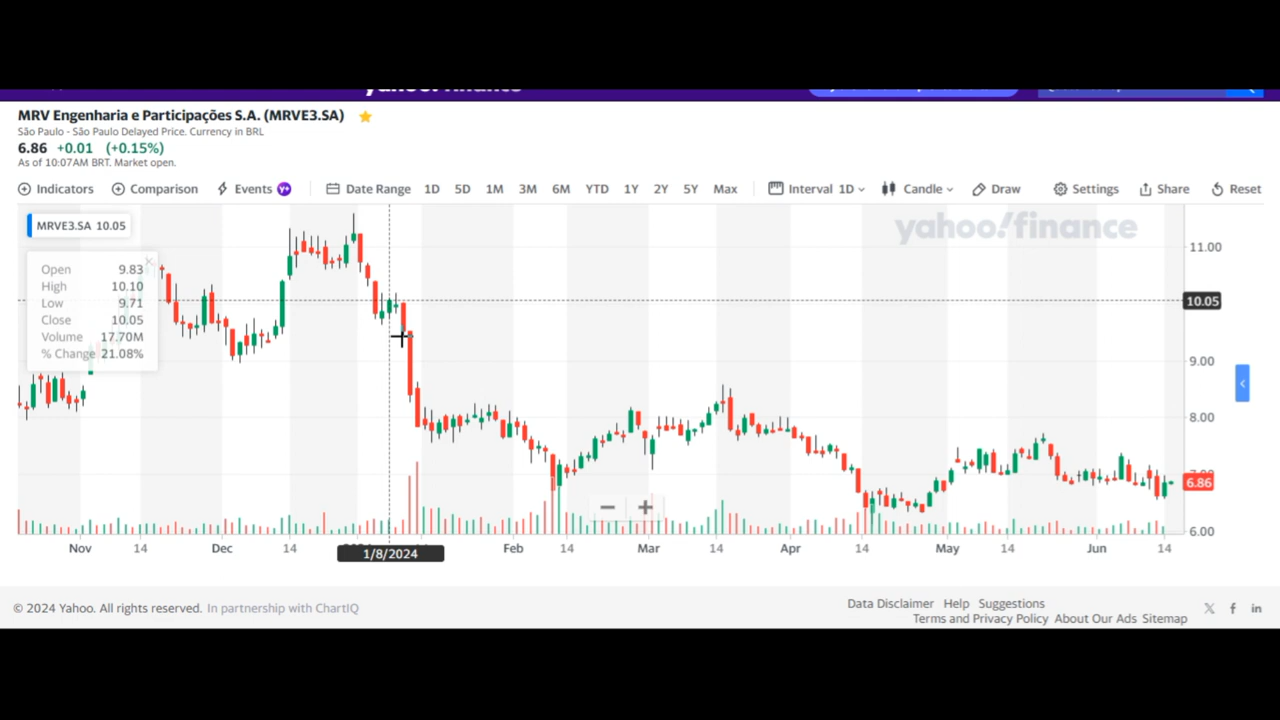 MRV Engenharia e Participações S.A. (MRVE3.SA)
São Paulo - São Paulo Delayed Price. Currency in BRL
6.86 +0.01 (+0.15%)
As of 10:07AM BRT. Market open.
Indicators Comparison Events Y+ Date Range 1D 5D 1M 3M 6M YTD 1Y 2Y 5Y Max Interval 1D Candle Draw Settings Share Reset
MRVE3.SA 10.05
yahoo!finance
11.00
Open 9.83
High 10.10
Low 9.71
Close 10.05
Volume 17.70M
% Change 21.08%
10.05
9.00
8.00
6.86
6.00
Nov 14 Dec 14 Feb 14 Mar 14 Apr 14 May 14 Jun 14
1/8/2024
© 2024 Yahoo. All rights reserved. In partnership with ChartIQ
Data Disclaimer Help Suggestions
Terms and Privacy Policy About Our Ads Sitemap